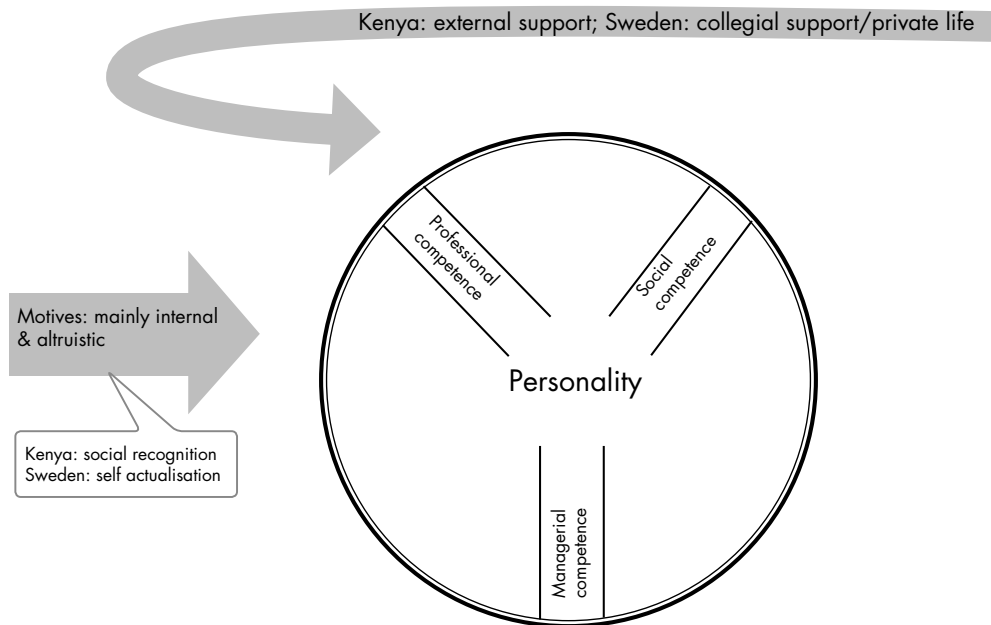 Kenya: external support; Sweden: collegial support/private life
Professional
competence
Social
competence
Motives: mainly internal
& altruistic
Personality
Kenya: social recognition
Sweden: self actualisation
Managerial
competence